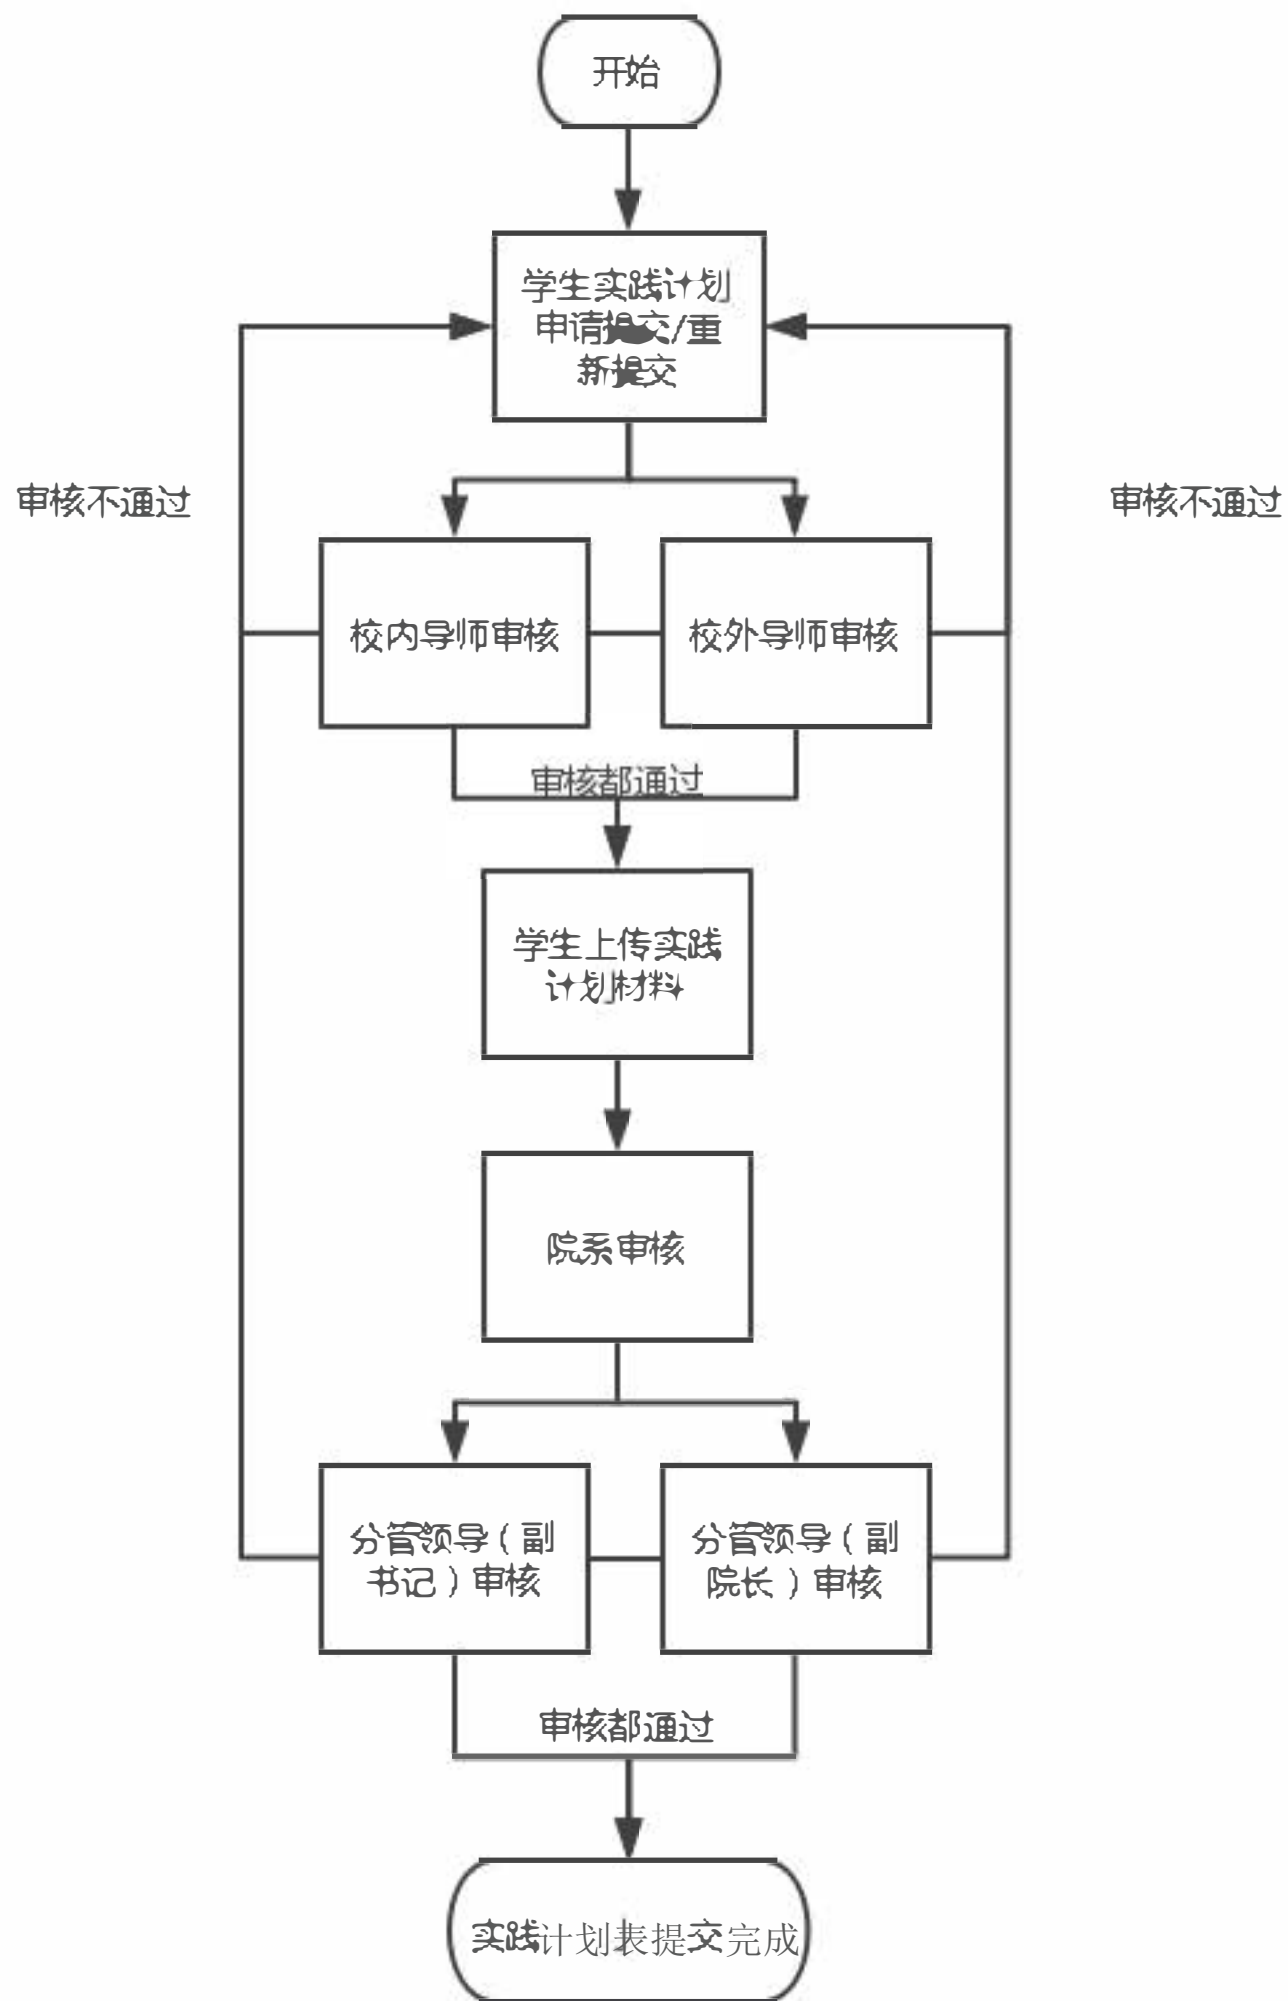 开始
学生实践计划
申请提交/重
新提交
审核不通过
审核不通过
校内导师审核
校外导师审核
审核都通过
学生上传实践
计划材料
院系审核
分管领导（副
书记）审核
分管领导（副
院长）审核
审核都通过
实践计划表提交完成